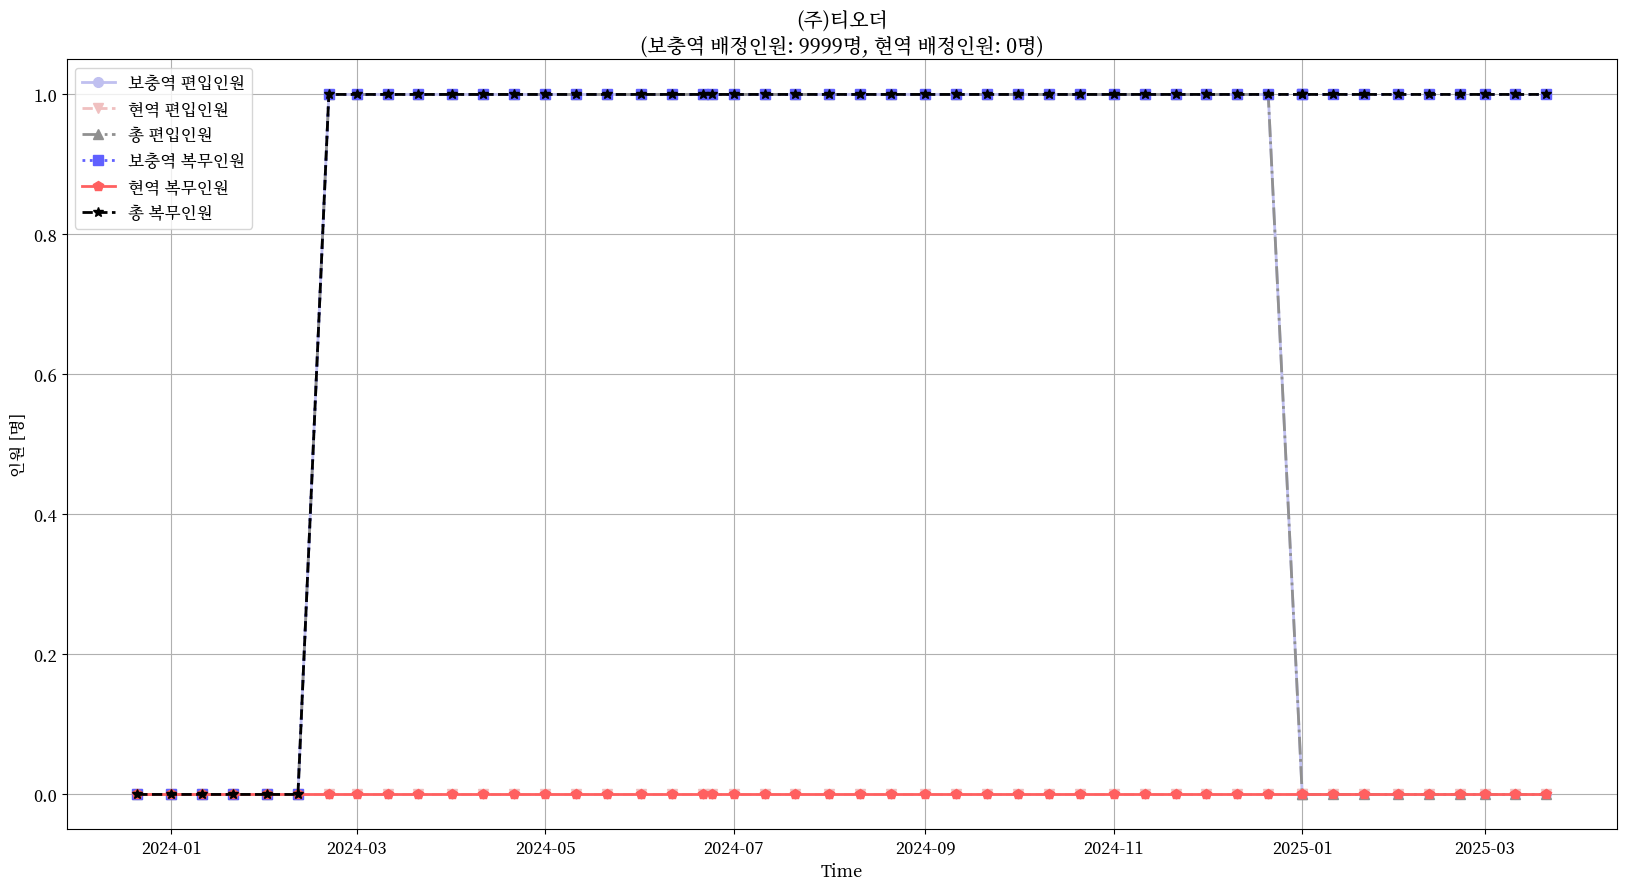 (주)티오더
(보충역 배정인원: 9999명, 현역 배정인원: 0명)
보충역 편입인원
현역 편입인원
총 편입인원
보충역 복무인원
현역 복무인원
총 복무인원
1.0
0.8
0.6
0.4
0.2
0.0
인원 [명]
2024-01
2024-03
2024-05
2024-07
2024-09
2024-11
2025-01
2025-03
Time